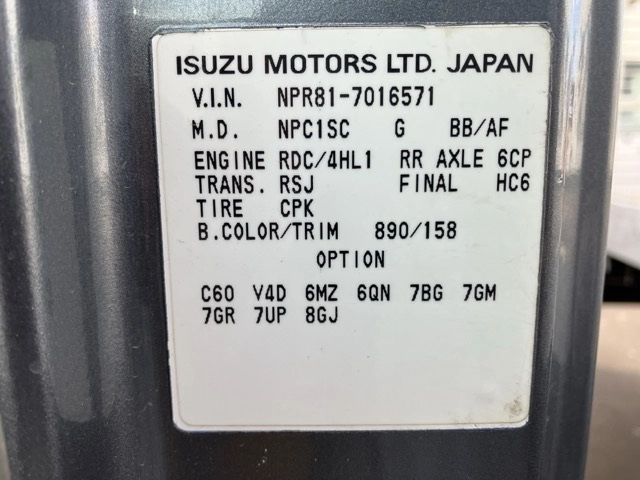 ISUZU MOTORS LTD. JAPAN
V.I.N. NPR81-7016571
M.D. NPC1SC G BB/AF
ENGINE RDC/4HL1 RR AXLE 6CP
TRANS. RSJ FINAL HC6
TIRE CPK
B.COLOR/TRIM 890/158
OPTION
C60 V4D 6MZ 6QN 7BG 7GM
7GR 7UP 8GJ